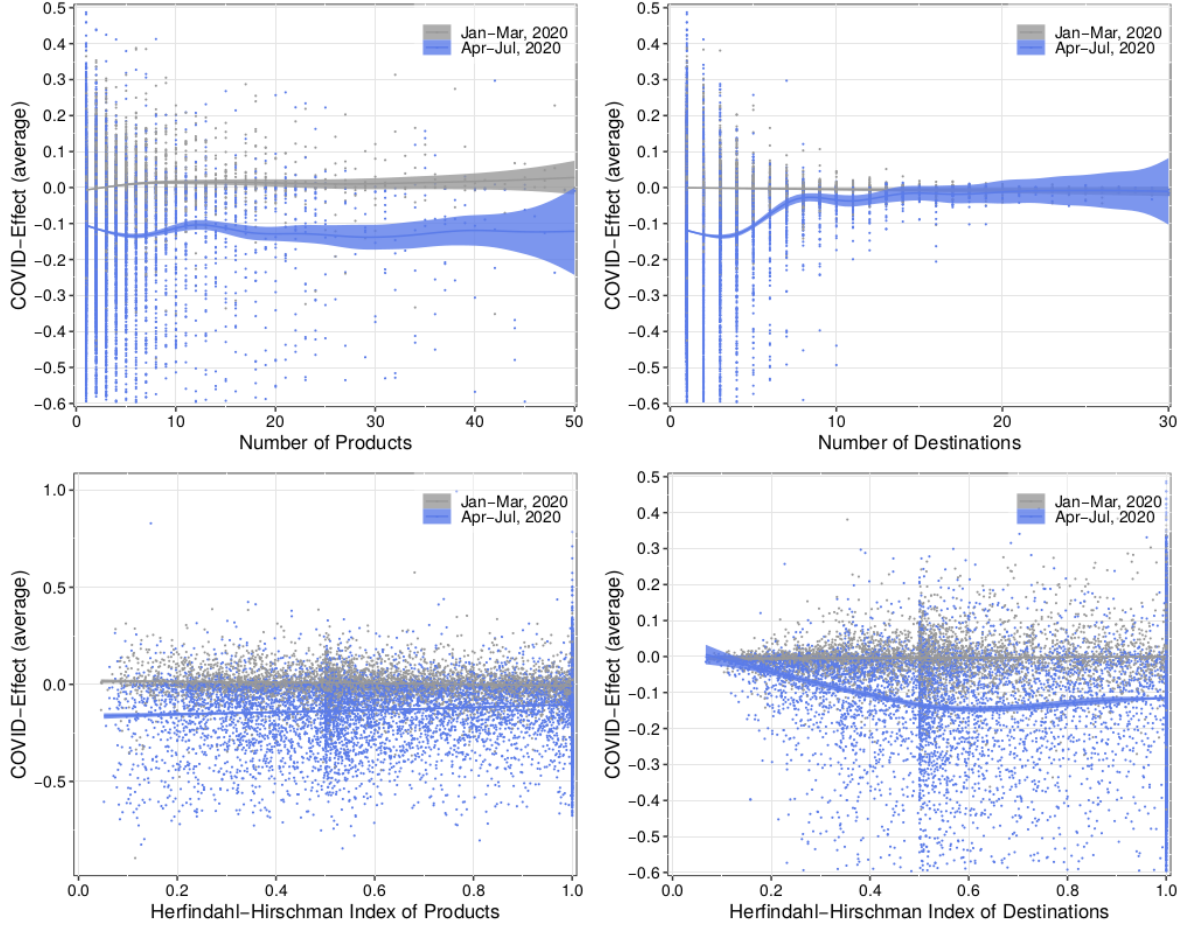 0.5
0.4
0.3
0.2
0.1
0.0
−0.1
−0.2
−0.3
−0.4
−0.5
−0.6
COVID−Effect (average)
Jan−Mar, 2020
Apr−Jul, 2020
0 10 20 30 40 50
Number of Products
0.5
0.4
0.3
0.2
0.1
0.0
−0.1
−0.2
−0.3
−0.4
−0.5
−0.6
COVID−Effect (average)
Jan−Mar, 2020
Apr−Jul, 2020
0 10 20 30
Number of Destinations
1.0
0.5
0.0
−0.5
COVID−Effect (average)
Jan−Mar, 2020
Apr−Jul, 2020
0.0 0.2 0.4 0.6 0.8 1.0
Herfindahl−Hirschman Index of Products
0.5
0.4
0.3
0.2
0.1
0.0
−0.1
−0.2
−0.3
−0.4
−0.5
−0.6
COVID−Effect (average)
Jan−Mar, 2020
Apr−Jul, 2020
0.0 0.2 0.4 0.6 0.8 1.0
Herfindahl−Hirschman Index of Destinations